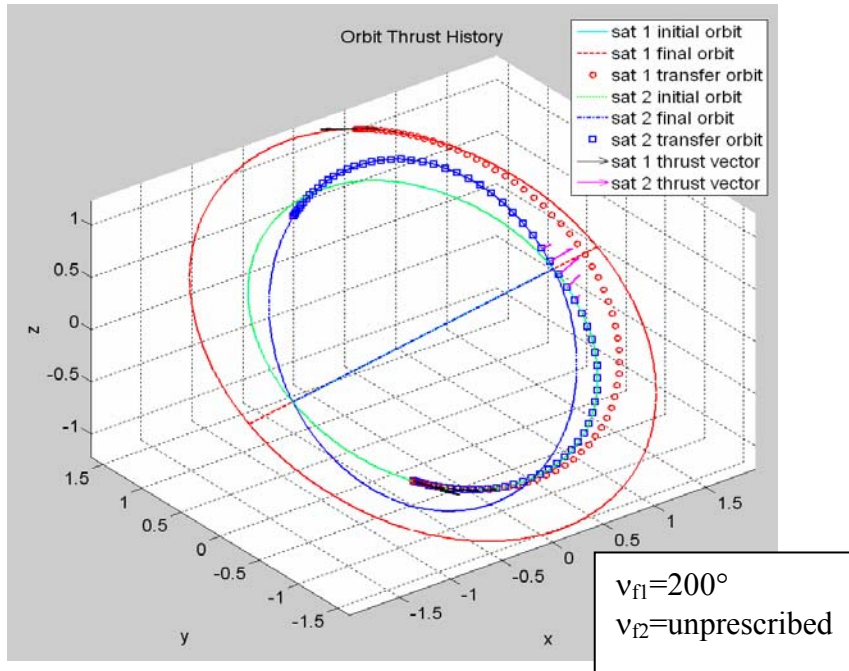 Orbit Thrust History
sat 1 initial orbit
sat 1 final orbit
sat 1 transfer orbit
sat 2 initial orbit
sat 2 final orbit
sat 2 transfer orbit
sat 1 thrust vector
sat 2 thrust vector
z
1
0.5
0
-0.5
-1
y
1.5
1
0.5
0
-0.5
-1
-1.5
x
-1.5
-1
-0.5
0
0.5
1
1.5
νf1=200°
νf2=unprescribed